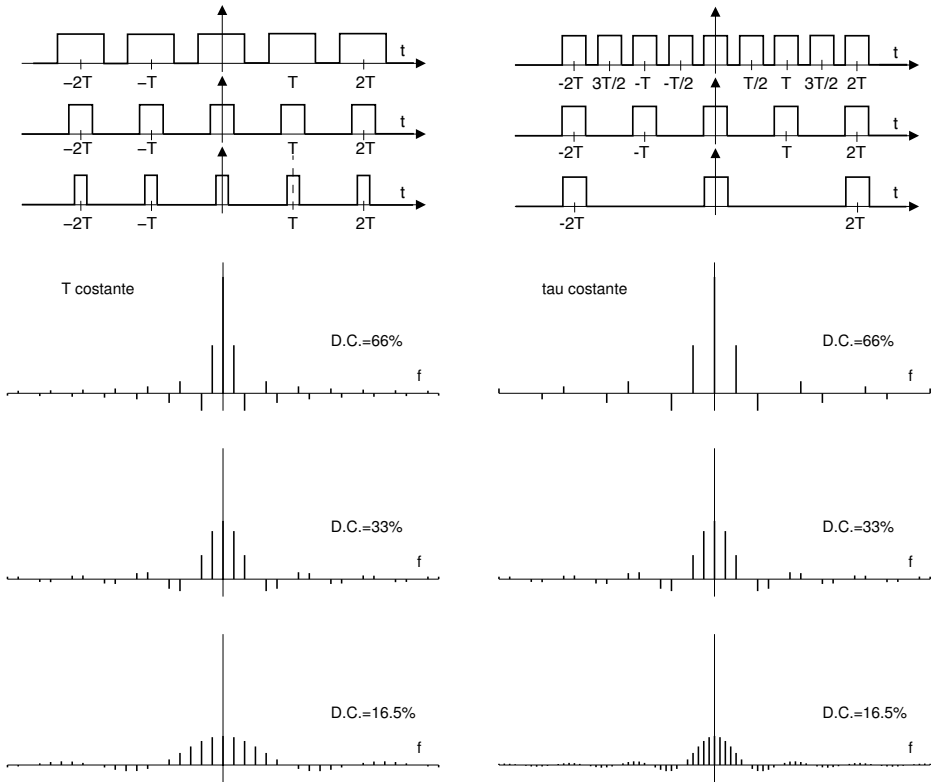 t
−2T −T T 2T
t
−2T −T T 2T
t
−2T −T T 2T
t
-2T 3T/2 -T -T/2 T/2 T 3T/2 2T
t
-2T -T T 2T
t
-2T 2T
T costante
D.C.=66%
f
D.C.=33%
f
D.C.=16.5%
f
tau costante
D.C.=66%
f
D.C.=33%
f
D.C.=16.5%
f